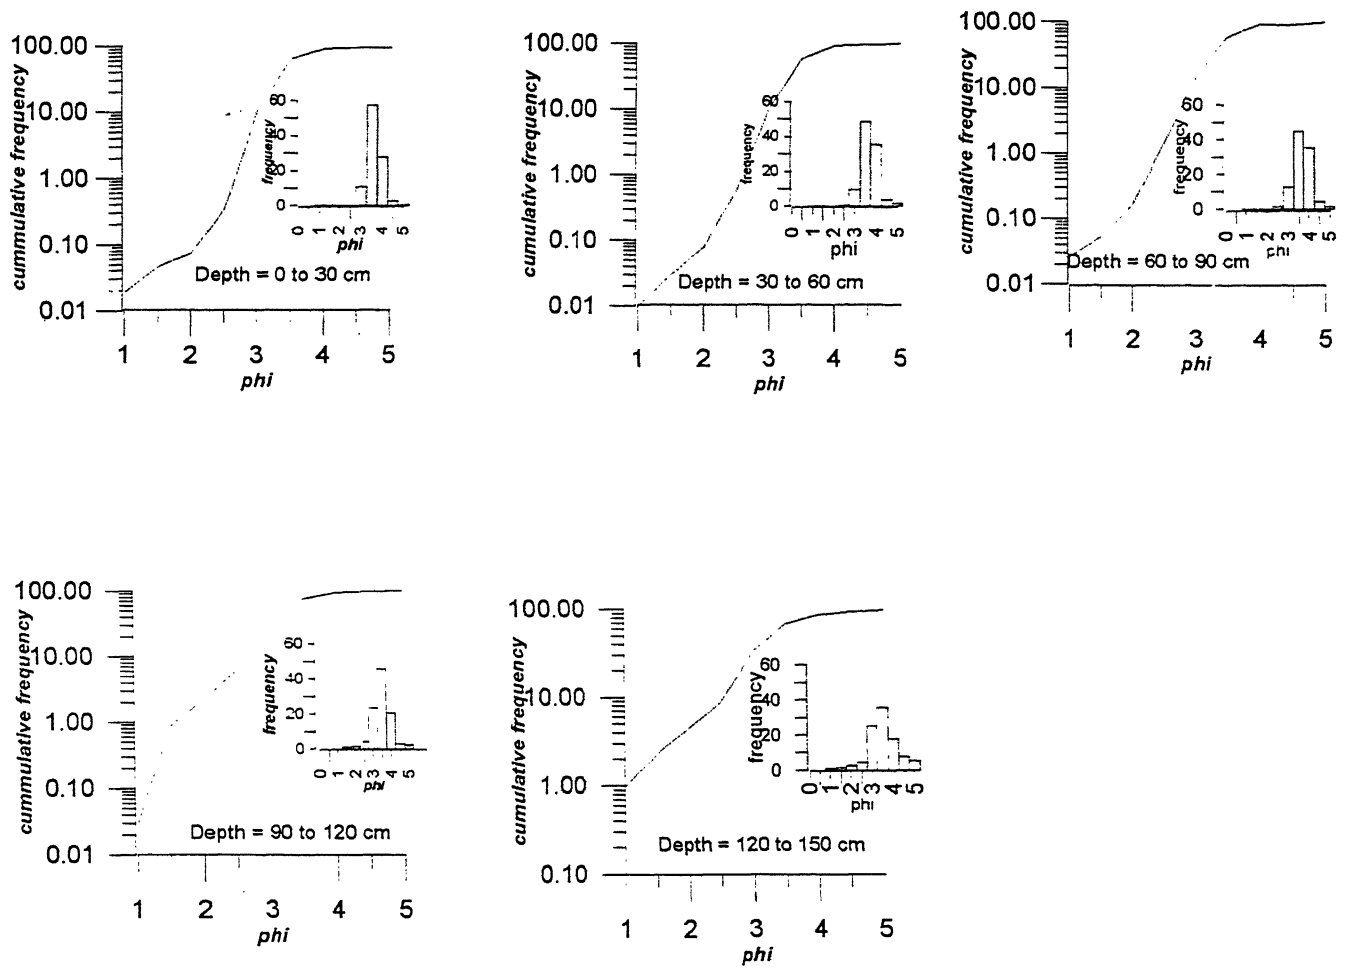 cummulative frequency
100.00
10.00
1.00
0.10
0.01
1 2 3 4 5
phi
frequency
60
40
20
0
0 1 2 3 4 5
phi
Depth = 0 to 30 cm
cumulative frequency
100.00
10.00
1.00
0.10
0.01
1 2 3 4 5
phi
frequency
60
40
20
0
0 1 2 3 4 5
phi
Depth = 30 to 60 cm
cumulative frequency
100.00
10.00
1.00
0.10
0.01
1 2 3 4 5
phi
frequency
60
40
20
0
0 1 2 3 4 5
phi
Depth = 60 to 90 cm
cummulative frequency
100.00
10.00
1.00
0.10
0.01
1 2 3 4 5
phi
frequency
60
40
20
0
0 1 2 3 4 5
phi
Depth = 90 to 120 cm
cumulative frequency
100.00
10.00
1.00
0.10
1 2 3 4 5
phi
frequency
60
40
20
0
0 1 2 3 4 5
phi
Depth = 120 to 150 cm